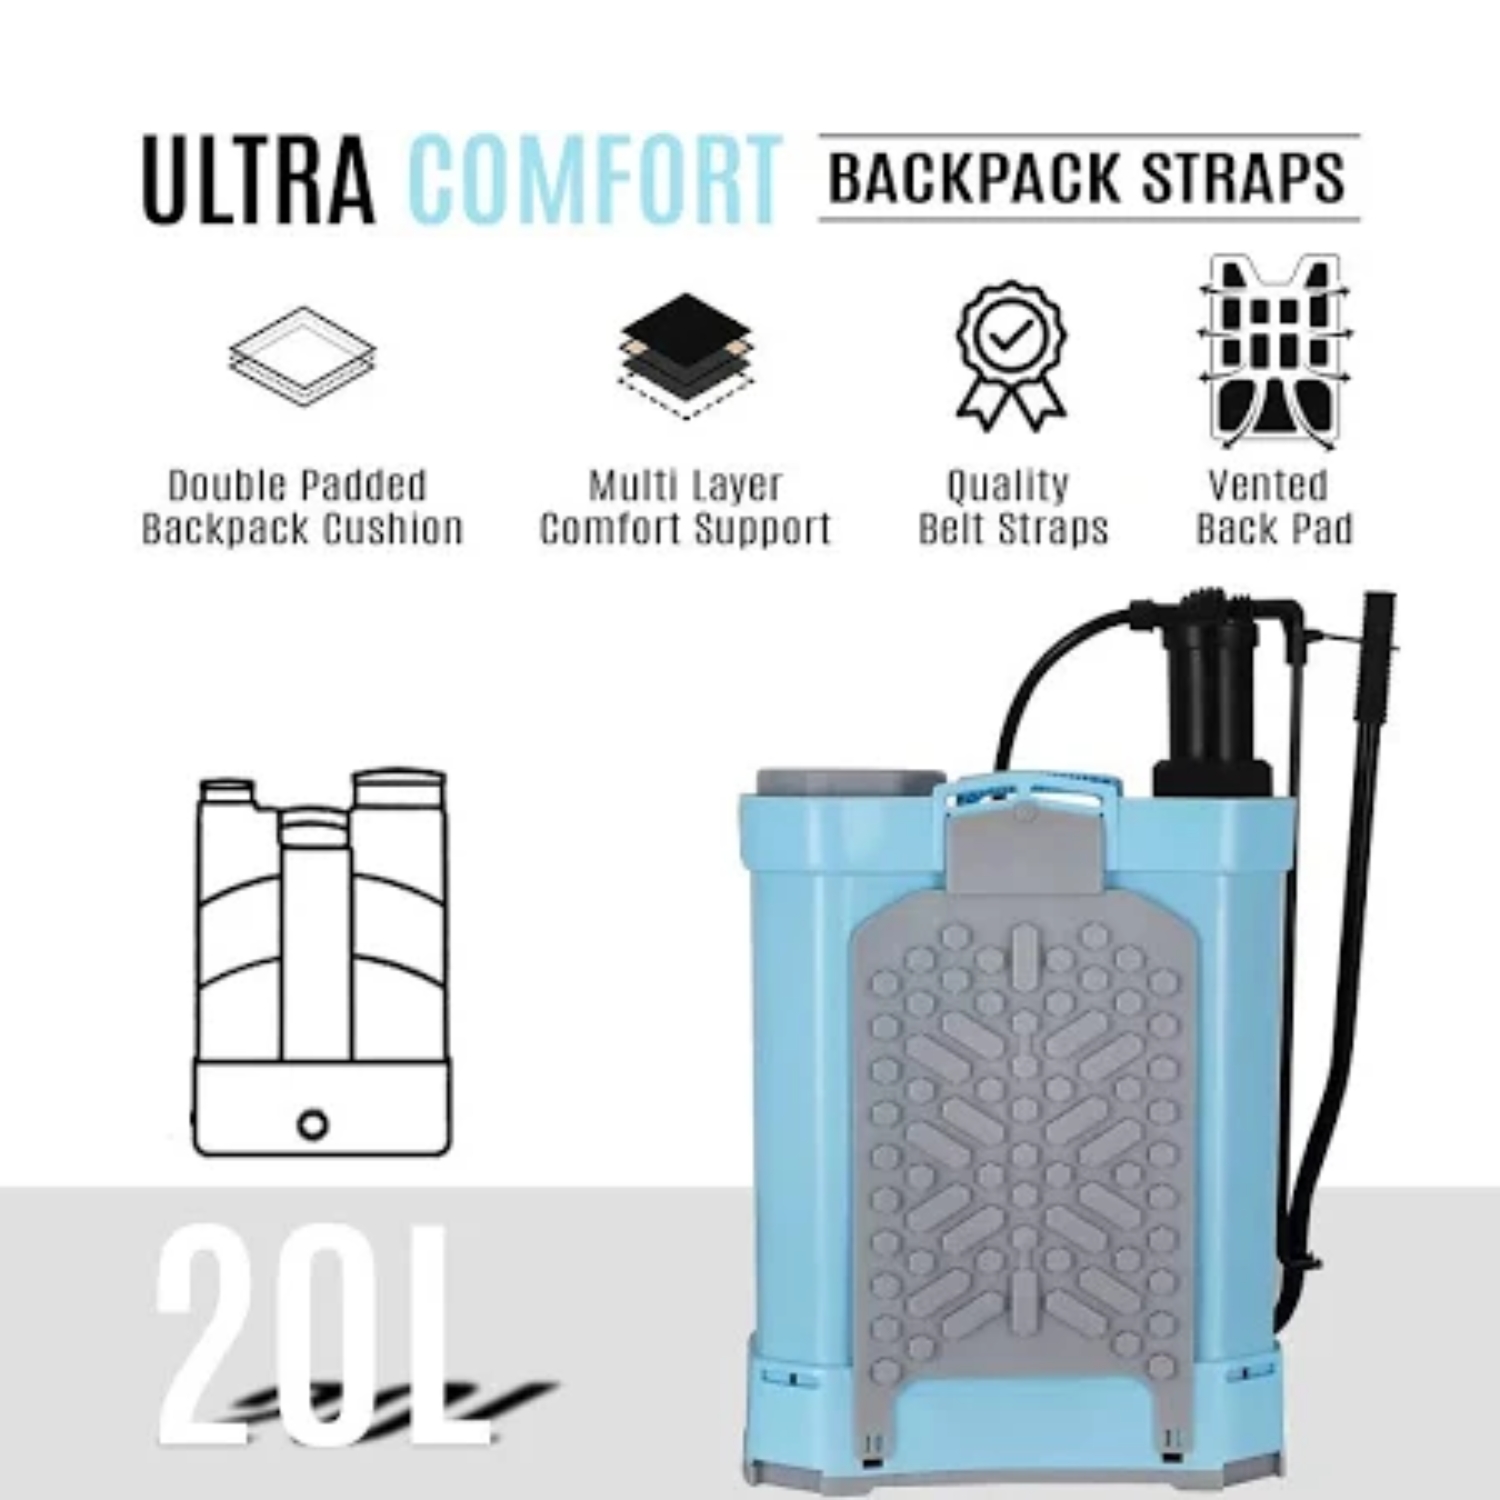 ULTRA COMFORT BACKPACK STRAPS
Double Padded
Backpack Cushion
Multi Layer
Comfort Support
Quality
Belt Straps
Vented
Back Pad
20L